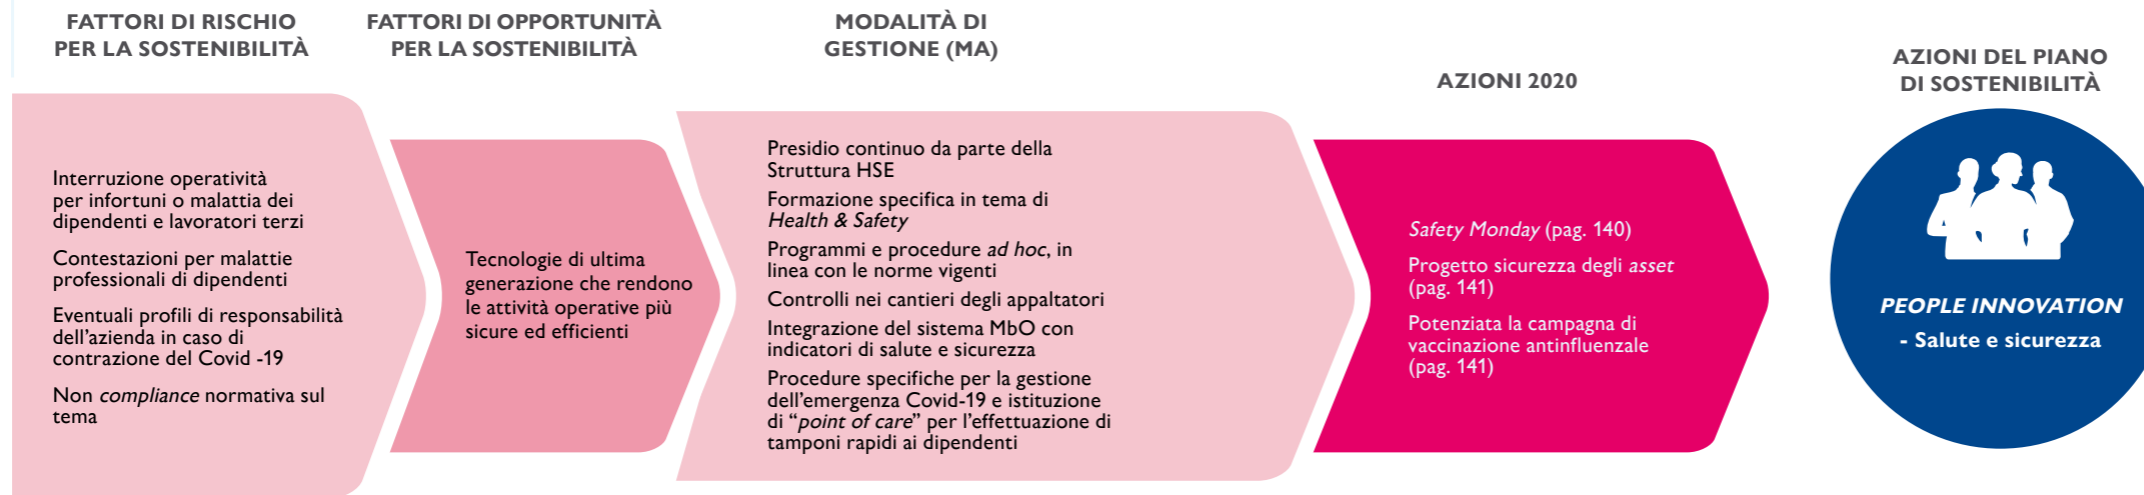 FATTORI DI RISCHIO
PER LA SOSTENIBILITÀ
Interruzione operatività
per infortuni o malattia dei
dipendenti e lavoratori terzi
Contestazioni per malattie
professionali di dipendenti
Eventuali profili di responsabilità
dell’azienda in caso di
contrazione del Covid -19
Non compliance normativa sul
tema
FATTORI DI OPPORTUNITÀ
PER LA SOSTENIBILITÀ
Tecnologie di ultima
generazione che rendono
le attività operative più
sicure ed efficienti
MODALITÀ DI
GESTIONE (MA)
Presidio continuo da parte della
Struttura HSE
Formazione specifica in tema di
Health & Safety
Programmi e procedure ad hoc, in
linea con le norme vigenti
Controlli nei cantieri degli appaltatori
Integrazione del sistema MbO con
indicatori di salute e sicurezza
Procedure specifiche per la gestione
dell’emergenza Covid-19 e istituzione
di “point of care” per l’effettuazione di
tamponi rapidi ai dipendenti
AZIONI 2020
Safety Monday (pag. 140)
Progetto sicurezza degli asset
(pag. 141)
Potenziata la campagna di
vaccinazione antinfluenzale
(pag. 141)
AZIONI DEL PIANO
DI SOSTENIBILITÀ
PEOPLE INNOVATION
- Salute e sicurezza